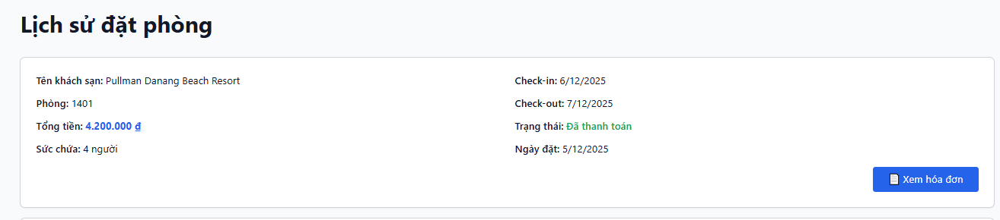 Lịch sử đặt phòng
Tên khách sạn: Pullman Danang Beach Resort
Check-in: 6/12/2025
Phòng: 1401
Check-out: 7/12/2025
Tổng tiền: 4.200.000 ₫
Trạng thái: Đã thanh toán
Sức chứa: 4 người
Ngày đặt: 5/12/2025
Xem hóa đơn